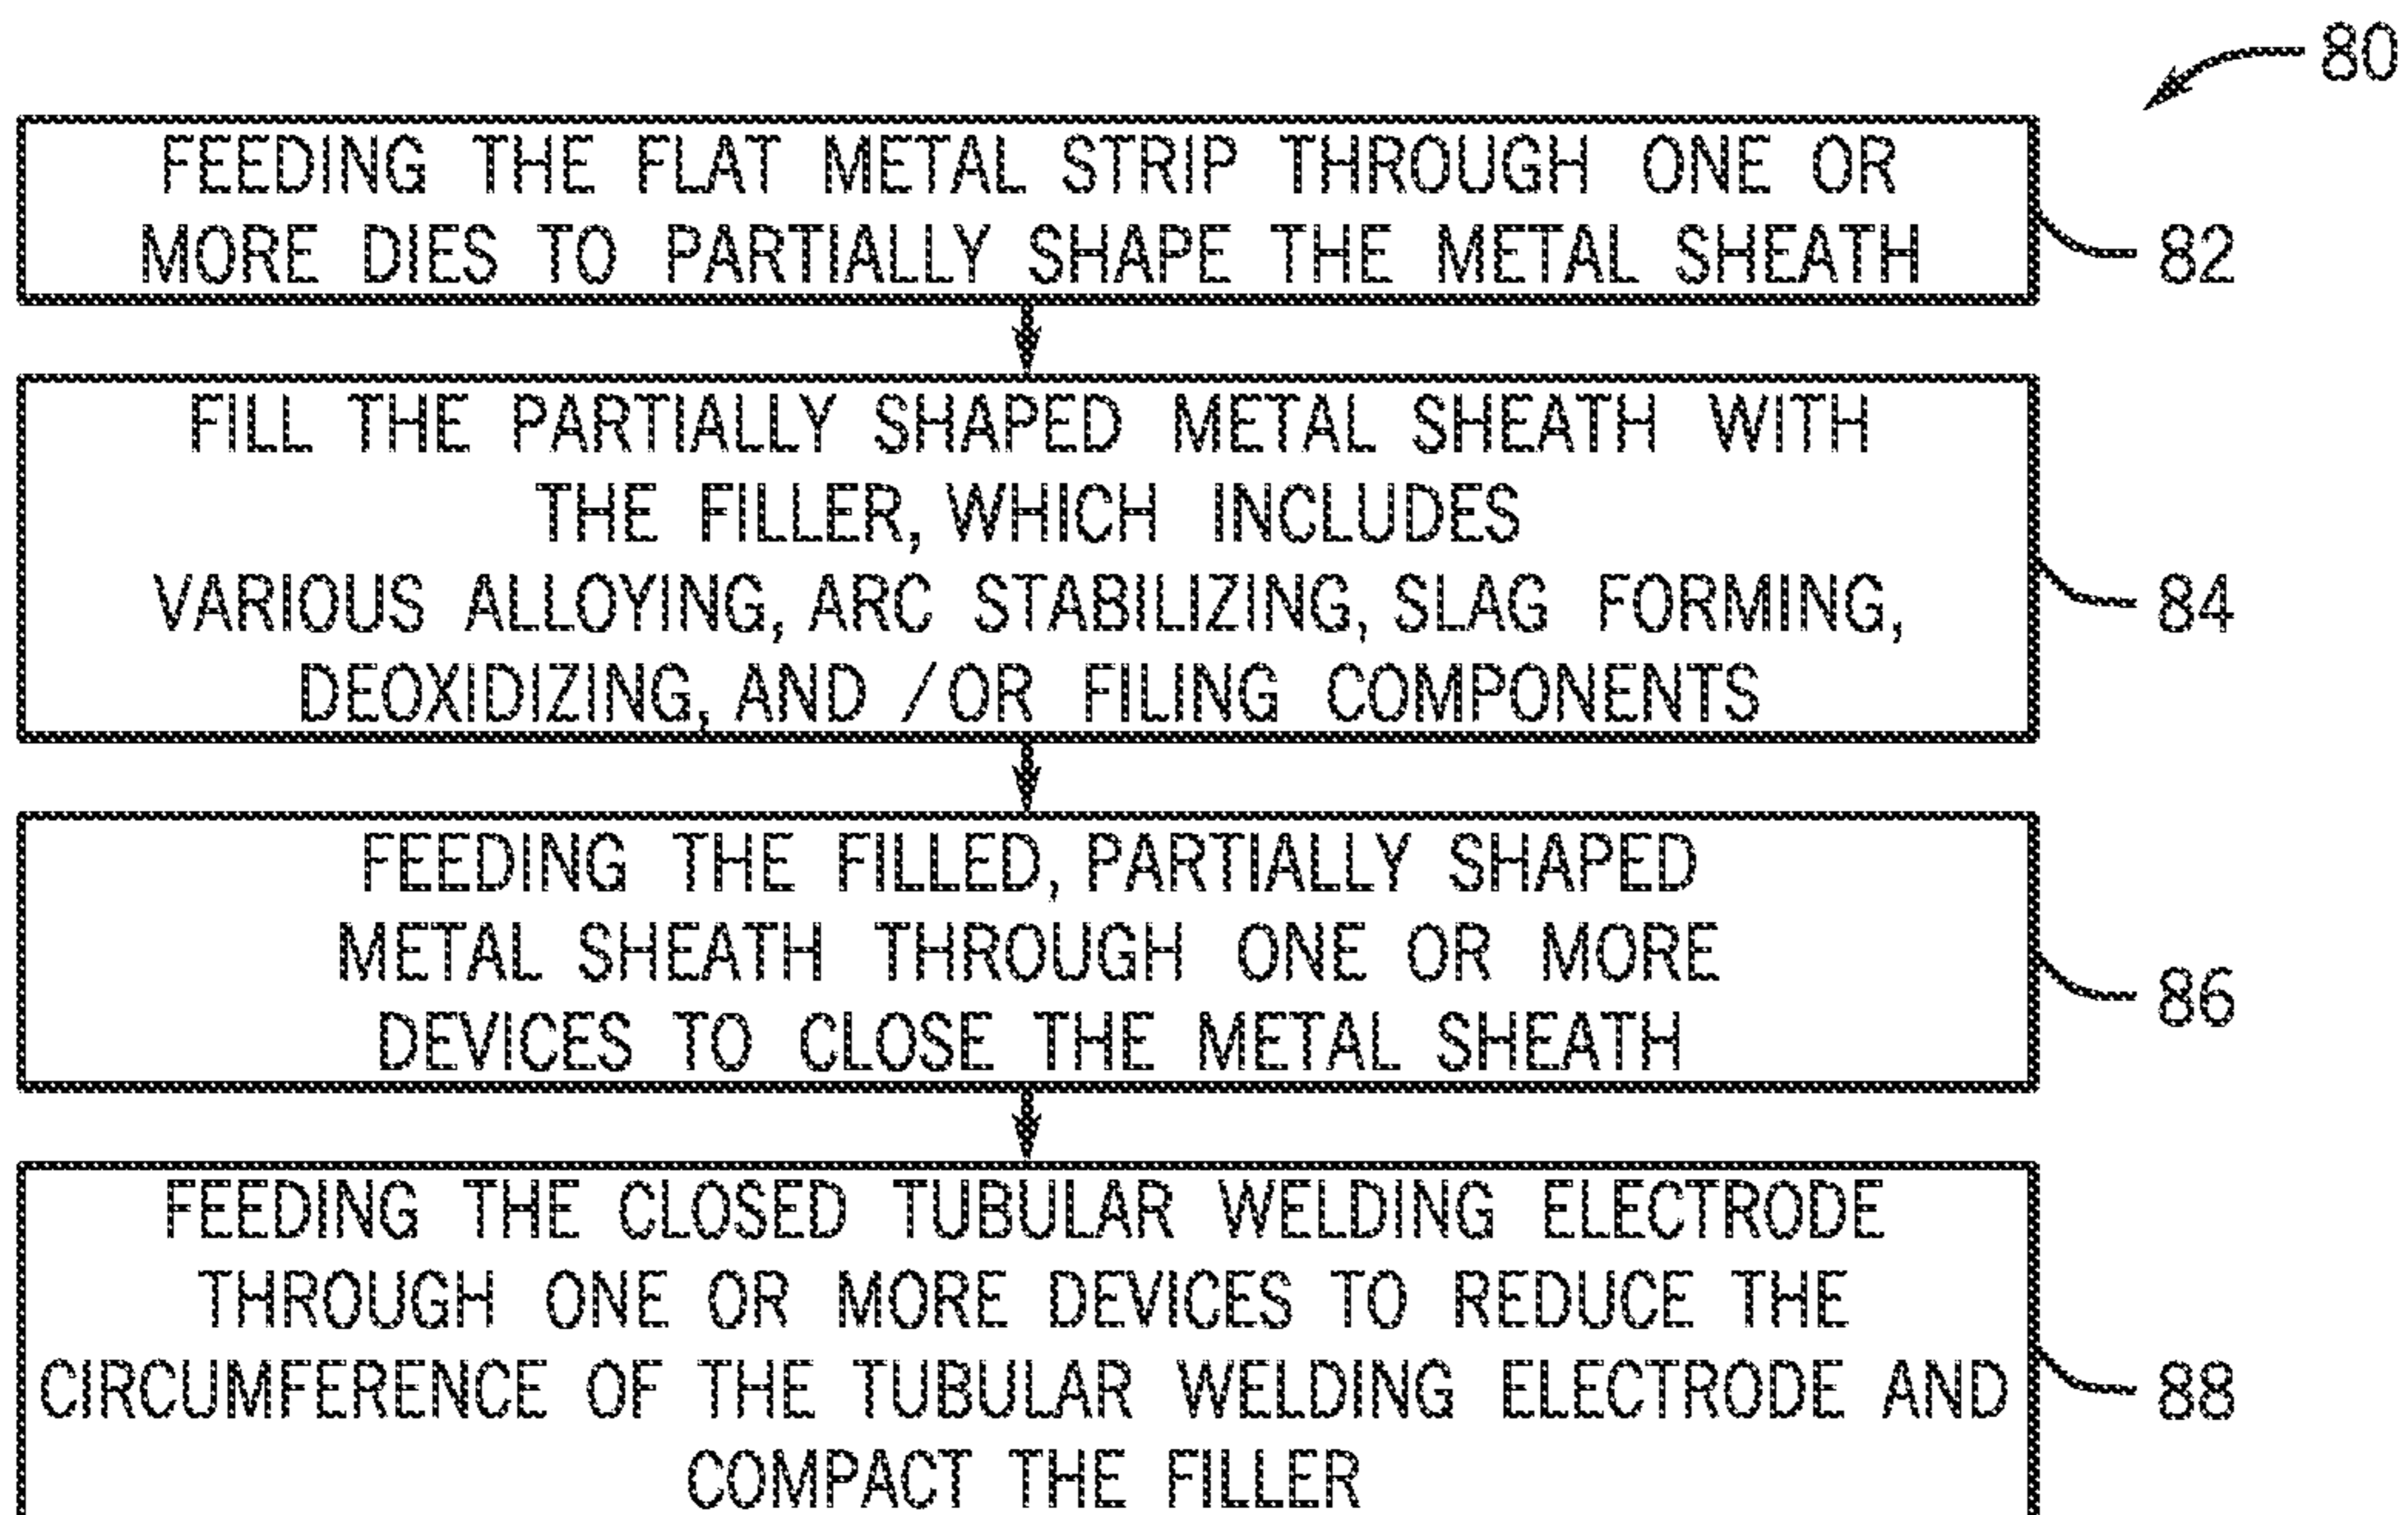 80
FEEDING THE FLAT METAL STRIP THROUGH ONE OR
MORE DIES TO PARTIALLY SHAPE THE METAL SHEATH
82
FILL THE PARTIALLY SHAPED METAL SHEATH WITH
THE FILLER, WHICH INCLUDES
VARIOUS ALLOYING, ARC STABILIZING, SLAG FORMING,
DEOXIDIZING, AND /OR FILING COMPONENTS
84
FEEDING THE FILLED, PARTIALLY SHAPED
METAL SHEATH THROUGH ONE OR MORE
DEVICES TO CLOSE THE METAL SHEATH
86
FEEDING THE CLOSED TUBULAR WELDING ELECTRODE
THROUGH ONE OR MORE DEVICES TO REDUCE THE
CIRCUMFERENCE OF THE TUBULAR WELDING ELECTRODE AND
COMPACT THE FILLER
88